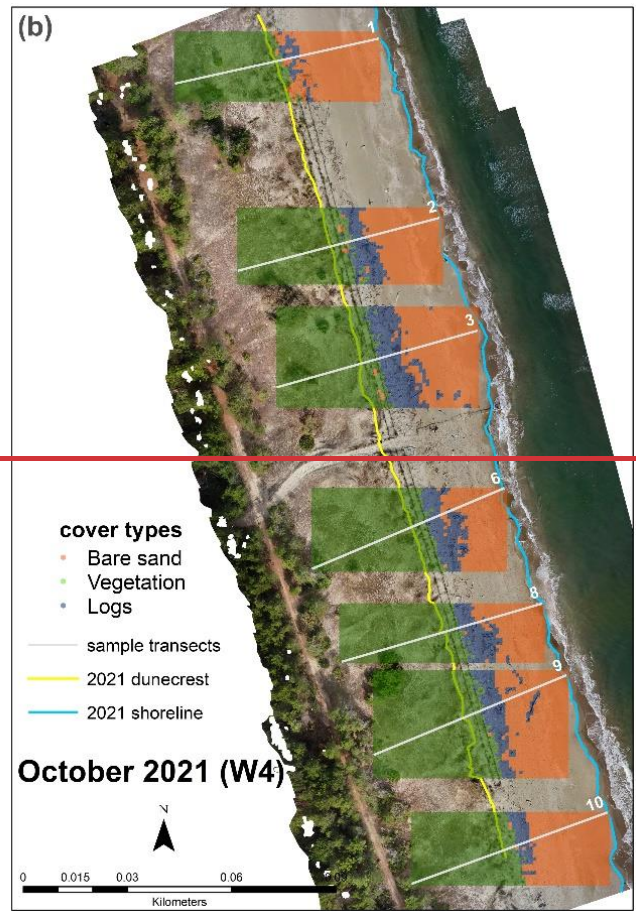 (b)
1
2
3
6
cover types
Bare sand
Vegetation
Logs
8
sample transects
9
2021 dunecrest
2021 shoreline
October 2021 (W4)
10
0 0.015 0.03 0.06
Kilometers